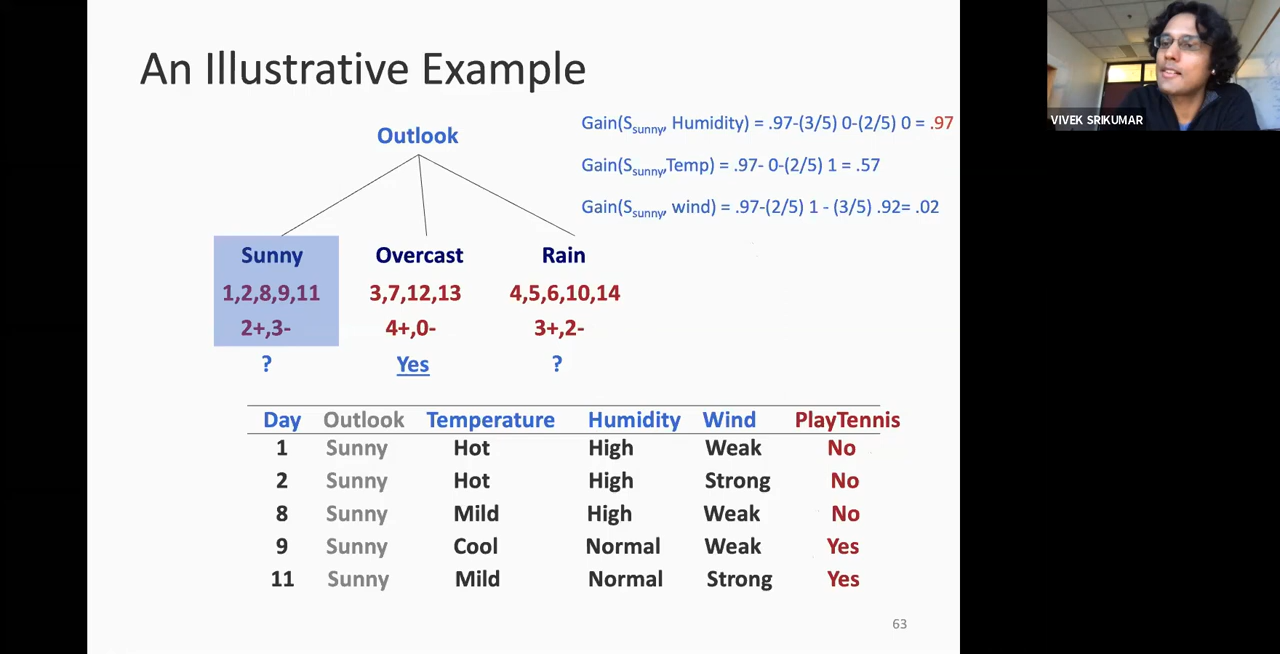 An Illustrative Example
Outlook
Gain(Ssunny, Humidity) = .97-(3/5) 0-(2/5) 0 = .97
Gain(Ssunny,Temp) = .97- 0-(2/5) 1 = .57
Gain(Ssunny, wind) = .97-(2/5) 1 - (3/5) .92= .02
Sunny Overcast Rain
1,2,8,9,11 3,7,12,13 4,5,6,10,14
2+,3- 4+,0- 3+,2-
? Yes ?
Day Outlook Temperature Humidity Wind PlayTennis
1 Sunny Hot High Weak No
2 Sunny Hot High Strong No
8 Sunny Mild High Weak No
9 Sunny Cool Normal Weak Yes
11 Sunny Mild Normal Strong Yes
63
VIVEK SRIKUMAR